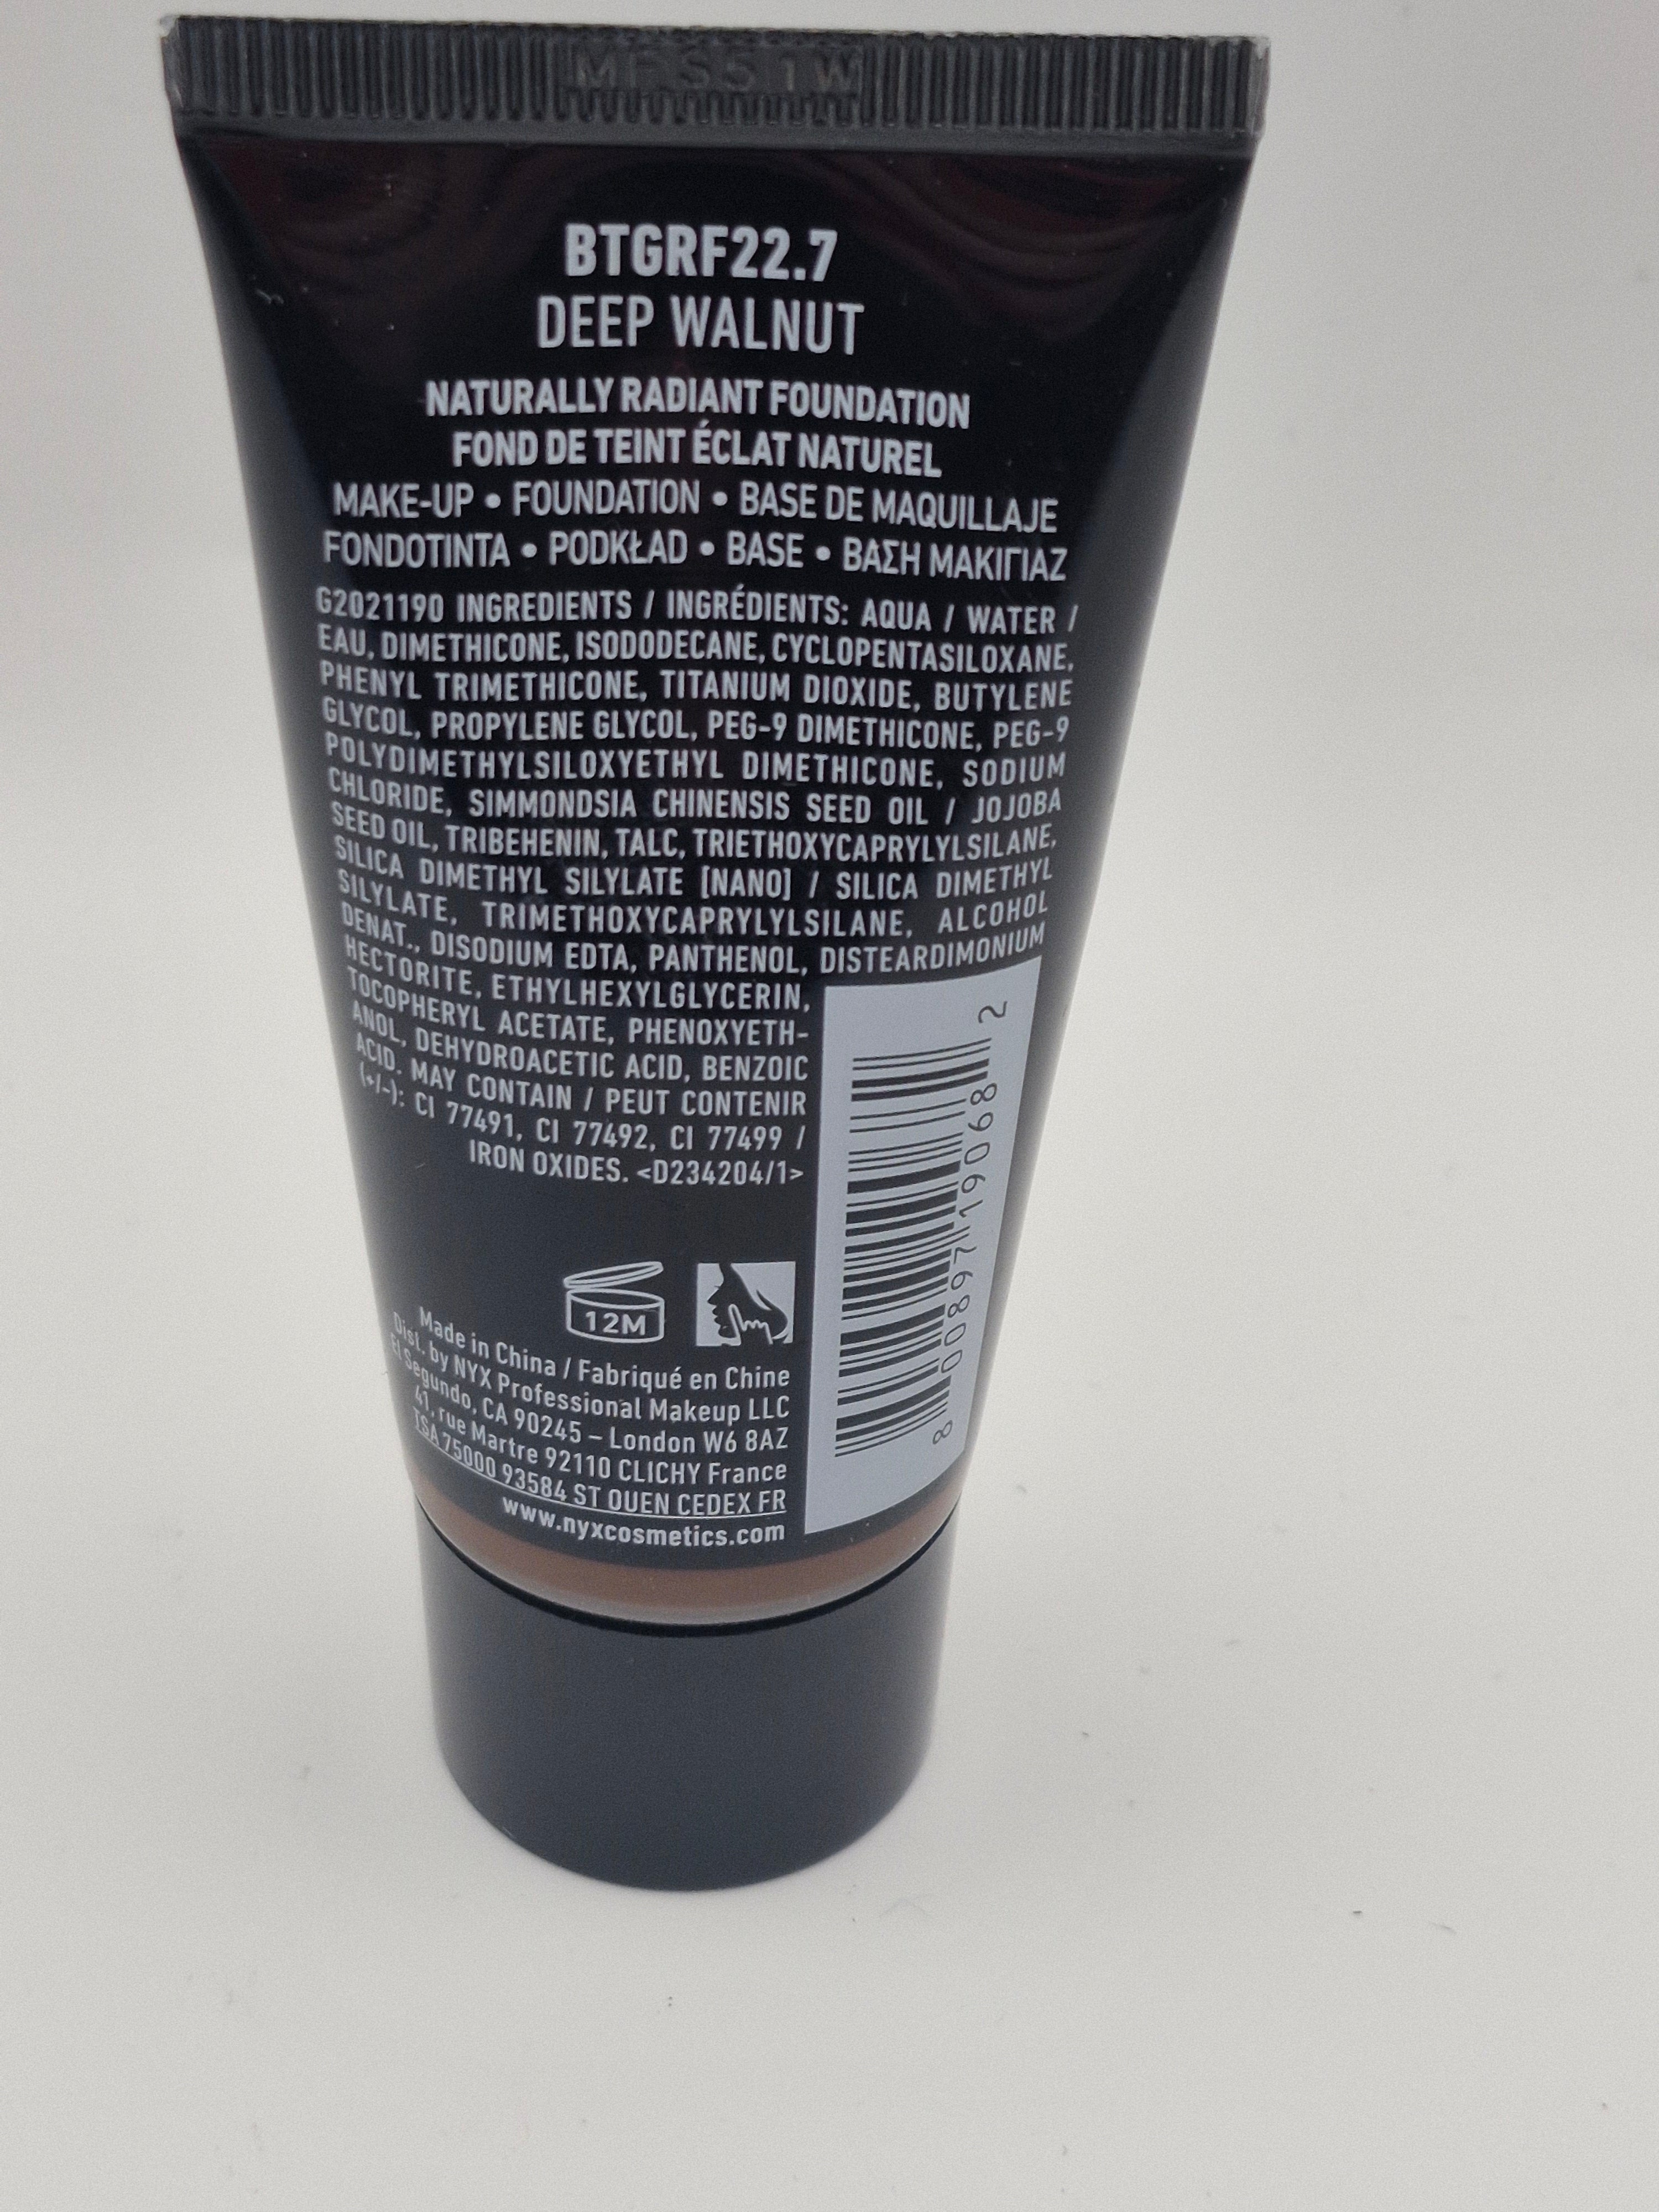 BTGRF22.7
DEEP WALNUT
NATURALLY RADIANT FOUNDATION
FOND DE TEINT ÉCLAT NATUREL
MAKE-UP • FOUNDATION • BASE DE MAQUILLAJE
FONDOTINTA • PODKŁAD • BASE • ΒΑΣΗ ΜΑΚΙΓΙΑΖ
G2021190 INGREDIENTS / INGRÉDIENTS: AQUA / WATER /
EAU, DIMETHICONE, ISODODECANE, CYCLOPENTASILOXANE,
PHENYL TRIMETHICONE, TITANIUM DIOXIDE, BUTYLENE
GLYCOL, PROPYLENE GLYCOL, PEG-9 DIMETHICONE, PEG-9
POLYDIMETHYLSILOXYETHYL DIMETHICONE, SODIUM
CHLORIDE, SIMMONDSIA CHINENSIS SEED OIL / JOJOBA
SEED OIL, TRIBEHENIN, TALC, TRIETHOXYCAPRYLYLSILANE,
SILICA DIMETHYL SILYLATE [NANO] / SILICA DIMETHYL
SILYLATE, TRIMETHOXYCAPRYLYLSILANE, ALCOHOL
DENAT., DISODIUM EDTA, PANTHENOL, DISTEARDIMONIUM
HECTORITE, ETHYLHEXYLGLYCERIN,
TOCOPHERYL ACETATE, PHENOXYETH-
ANOL, DEHYDROACETIC ACID, BENZOIC
ACID. MAY CONTAIN / PEUT CONTENIR
(+/-): CI 77491, CI 77492, CI 77499 /
IRON OXIDES. <D234204/1>
12M
Made in China / Fabriqué en Chine
Dist. by NYX Professional Makeup LLC
El Segundo, CA 90245 – London W6 8AZ
41, rue Martre 92110 CLICHY France
TSA 75000 93584 ST OUEN CEDEX FR
www.nyxcosmetics.com
8 00897 19068 2